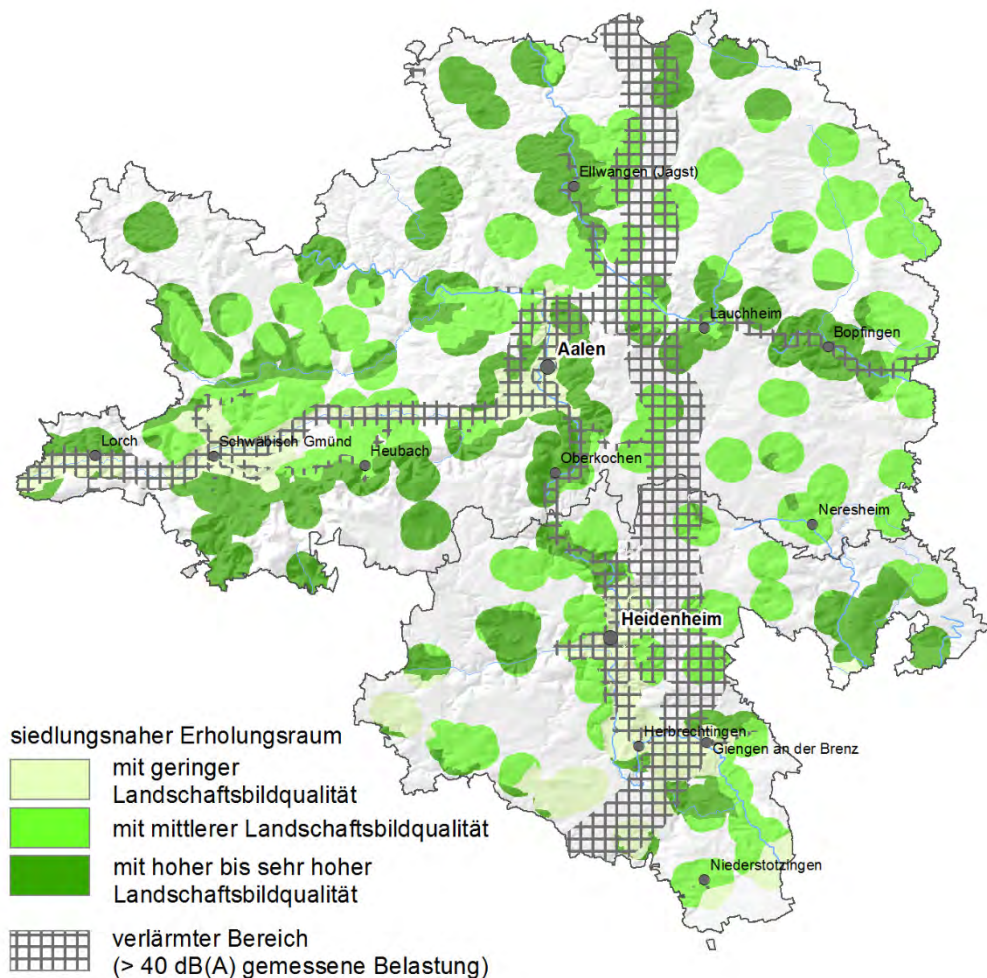 Ellwangen (Jagst)
Lauchheim
Bopfingen
Aalen
Lorch
Schwäbisch Gmünd
Heubach
Oberkochen
Neresheim
Heidenheim
Herbrechtingen
Giengen an der Brenz
Niederstotzingen
siedlungsnaher Erholungsraum
mit geringer
Landschaftsbildqualität
mit mittlerer Landschaftsbildqualität
mit hoher bis sehr hoher
Landschaftsbildqualität
verlärmter Bereich
(> 40 dB(A) gemessene Belastung)